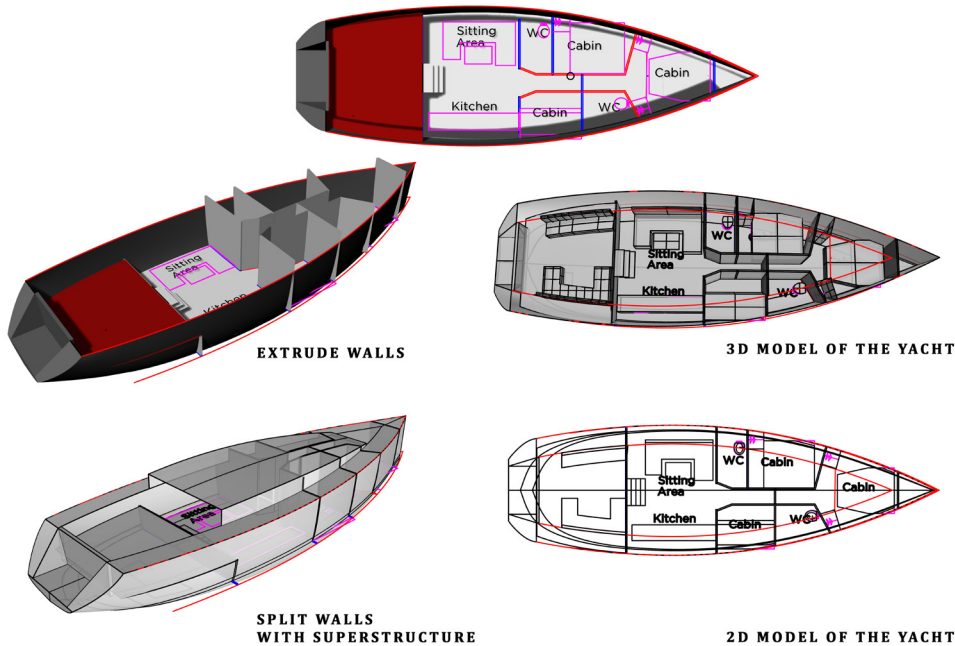 Sitting
Area
WC
Cabin
Cabin
Kitchen
Cabin
WC
Sitting
Area
Kitchen
EXTRUDE WALLS
WC
Sitting
Area
Kitchen
WC
3D MODEL OF THE YACHT
Sitting
Area
SPLIT WALLS
WITH SUPERSTRUCTURE
WC
Cabin
Sitting
Area
Cabin
Kitchen
Cabin
WC
2D MODEL OF THE YACHT